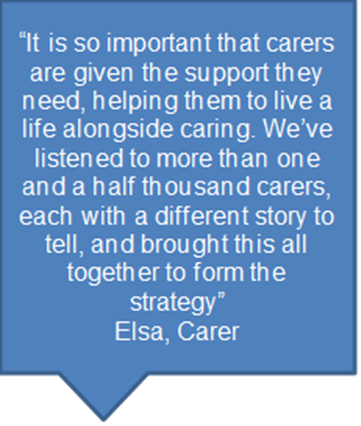 “It is so important that carers
are given the support they
need, helping them to live a
life alongside caring. We’ve
listened to more than one
and a half thousand carers,
each with a different story to
tell, and brought this all
together to form the
strategy”
Elsa, Carer